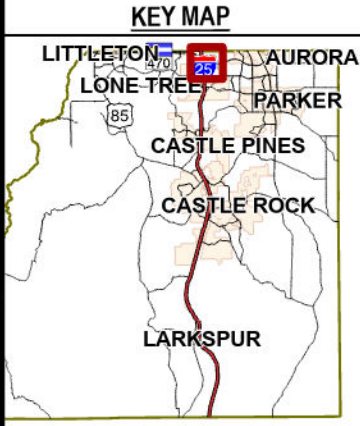 KEY MAP
LITTLETON
470
25
AURORA
LONE TREE
85
PARKER
CASTLE PINES
CASTLE ROCK
LARKSPUR